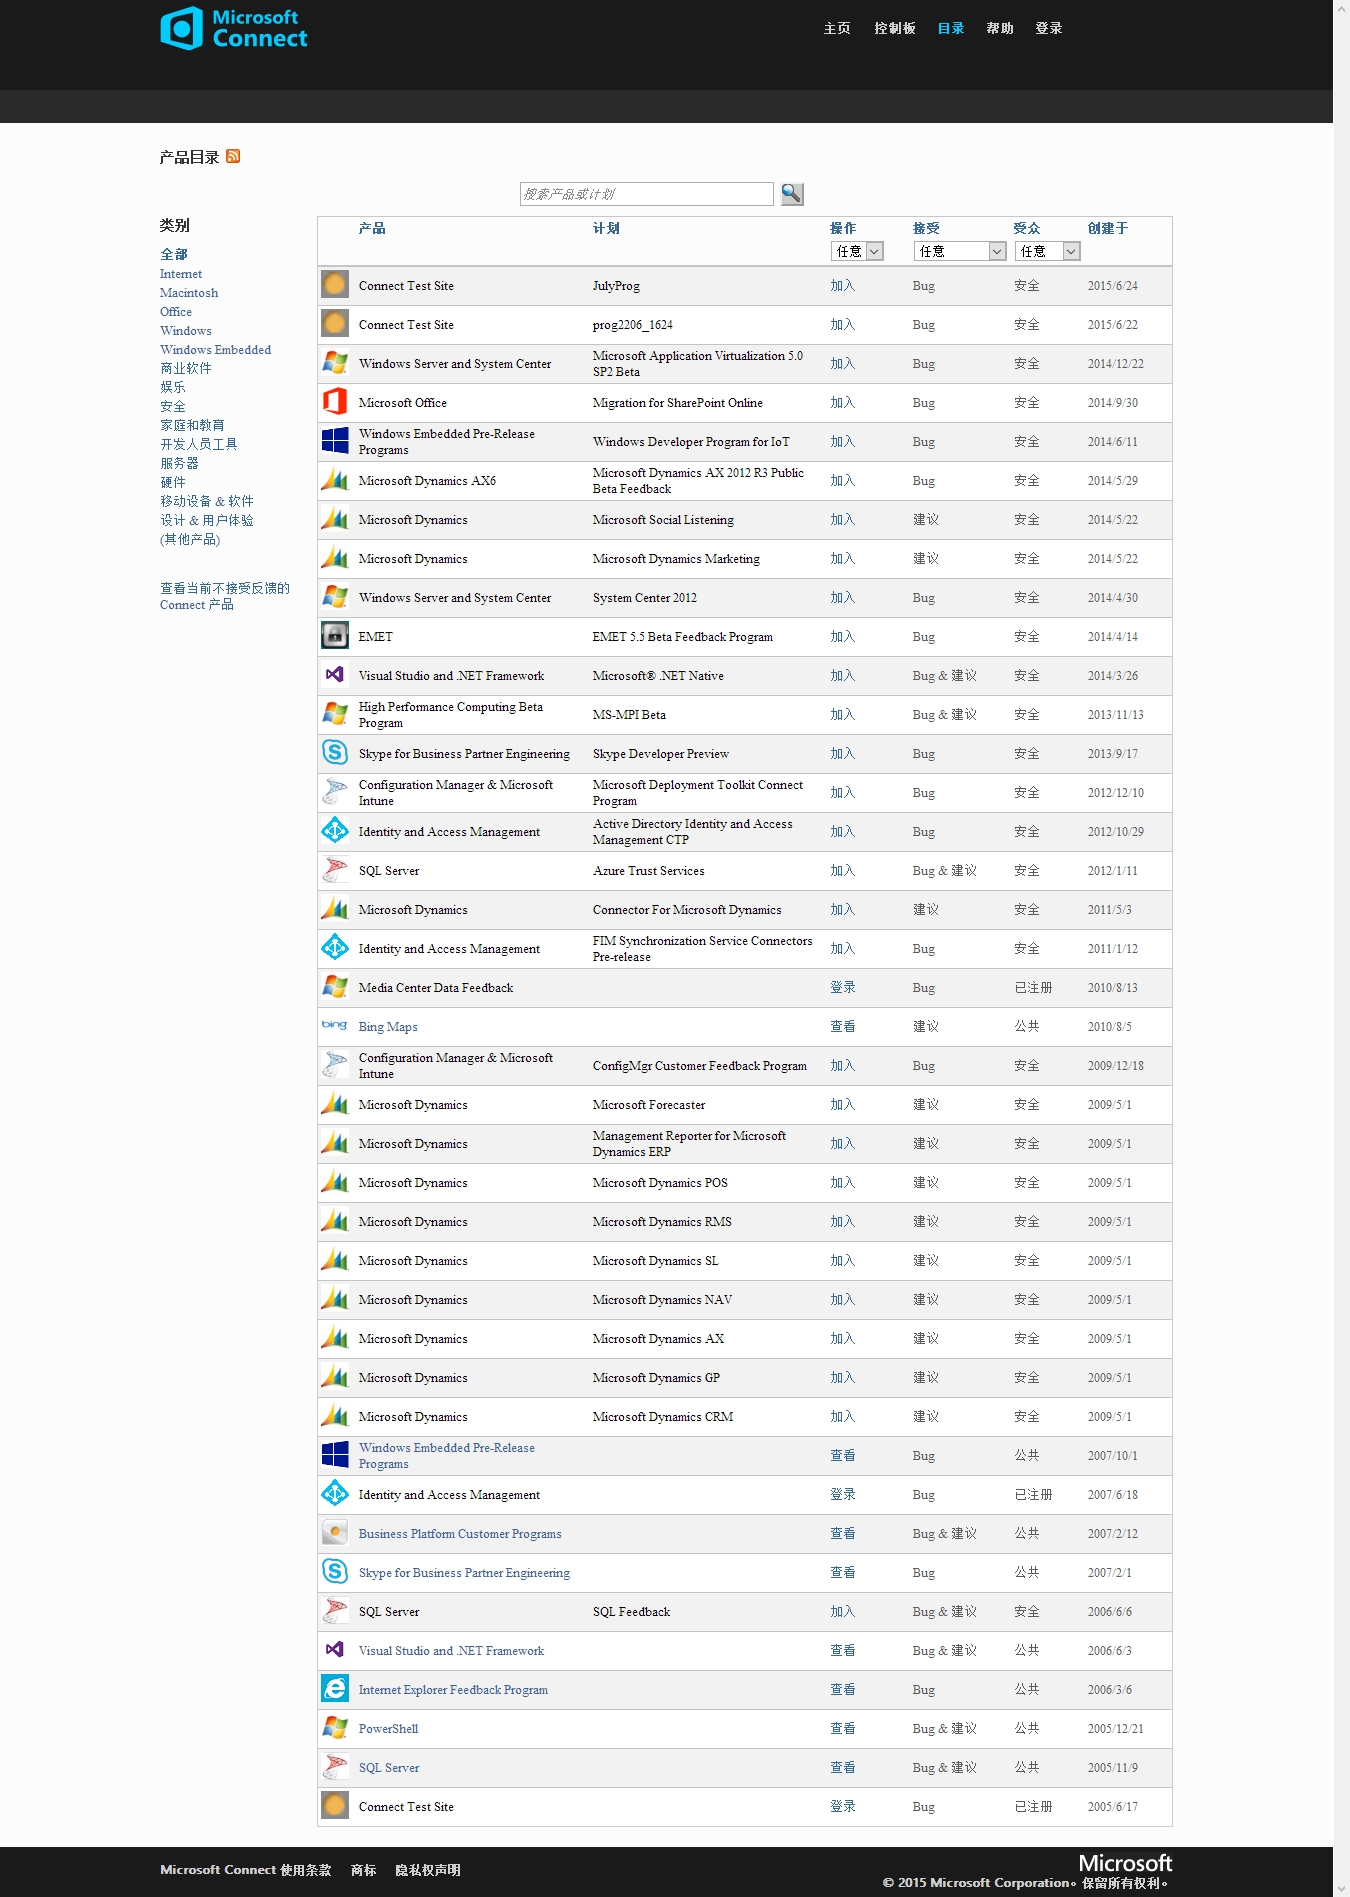 Microsoft
Connect
主页 控制板 目录 帮助 登录
产品目录
搜索产品或计划
类别
全部
Internet
Macintosh
Office
Windows
Windows Embedded
商业软件
娱乐
安全
家庭和教育
开发人员工具
服务器
硬件
移动设备 & 软件
设计 & 用户体验
(其他产品)
查看当前不接受反馈的
Connect 产品
产品 计划 操作 接受 受众 创建于
任意 任意 任意
Connect Test Site JulyProg 加入 Bug 安全 2015/6/24
Connect Test Site prog2206_1624 加入 Bug 安全 2015/6/22
Windows Server and System Center Microsoft Application Virtualization 5.0
SP2 Beta 加入 Bug 安全 2014/12/22
Microsoft Office Migration for SharePoint Online 加入 Bug 安全 2014/9/30
Windows Embedded Pre-Release
Programs Windows Developer Program for IoT 加入 Bug 安全 2014/6/11
Microsoft Dynamics AX6 Microsoft Dynamics AX 2012 R3 Public
Beta Feedback 加入 Bug 安全 2014/5/29
Microsoft Dynamics Microsoft Social Listening 加入 建议 安全 2014/5/22
Microsoft Dynamics Microsoft Dynamics Marketing 加入 建议 安全 2014/5/22
Windows Server and System Center System Center 2012 加入 Bug 安全 2014/4/30
EMET EMET 5.5 Beta Feedback Program 加入 Bug 安全 2014/4/14
Visual Studio and .NET Framework Microsoft® .NET Native 加入 Bug & 建议 安全 2014/3/26
High Performance Computing Beta
Program MS-MPI Beta 加入 Bug & 建议 安全 2013/11/13
Skype for Business Partner Engineering Skype Developer Preview 加入 Bug 安全 2013/9/17
Configuration Manager & Microsoft
Intune Microsoft Deployment Toolkit Connect
Program 加入 Bug 安全 2012/12/10
Identity and Access Management Active Directory Identity and Access
Management CTP 加入 Bug 安全 2012/10/29
SQL Server Azure Trust Services 加入 Bug & 建议 安全 2012/1/11
Microsoft Dynamics Connector For Microsoft Dynamics 加入 建议 安全 2011/5/3
Identity and Access Management FIM Synchronization Service Connectors
Pre-release 加入 Bug 安全 2011/1/12
Media Center Data Feedback 登录 Bug 已注册 2010/8/13
bing Bing Maps 查看 建议 公共 2010/8/5
Configuration Manager & Microsoft
Intune ConfigMgr Customer Feedback Program 加入 Bug 安全 2009/12/18
Microsoft Dynamics Microsoft Forecaster 加入 建议 安全 2009/5/1
Microsoft Dynamics Management Reporter for Microsoft
Dynamics ERP 加入 建议 安全 2009/5/1
Microsoft Dynamics Microsoft Dynamics POS 加入 建议 安全 2009/5/1
Microsoft Dynamics Microsoft Dynamics RMS 加入 建议 安全 2009/5/1
Microsoft Dynamics Microsoft Dynamics SL 加入 建议 安全 2009/5/1
Microsoft Dynamics Microsoft Dynamics NAV 加入 建议 安全 2009/5/1
Microsoft Dynamics Microsoft Dynamics AX 加入 建议 安全 2009/5/1
Microsoft Dynamics Microsoft Dynamics GP 加入 建议 安全 2009/5/1
Microsoft Dynamics Microsoft Dynamics CRM 加入 建议 安全 2009/5/1
Windows Embedded Pre-Release
Programs 查看 Bug 公共 2007/10/1
Identity and Access Management 登录 Bug 已注册 2007/6/18
Business Platform Customer Programs 查看 Bug & 建议 公共 2007/2/12
Skype for Business Partner Engineering 查看 Bug 公共 2007/2/1
SQL Server SQL Feedback 加入 Bug & 建议 安全 2006/6/6
Visual Studio and .NET Framework 查看 Bug & 建议 公共 2006/6/3
Internet Explorer Feedback Program 查看 Bug 公共 2006/3/6
PowerShell 查看 Bug & 建议 公共 2005/12/21
SQL Server 查看 Bug & 建议 公共 2005/11/9
Connect Test Site 登录 Bug 已注册 2005/6/17
Microsoft Connect 使用条款 商标 隐私权声明
Microsoft
© 2015 Microsoft Corporation。保留所有权利。